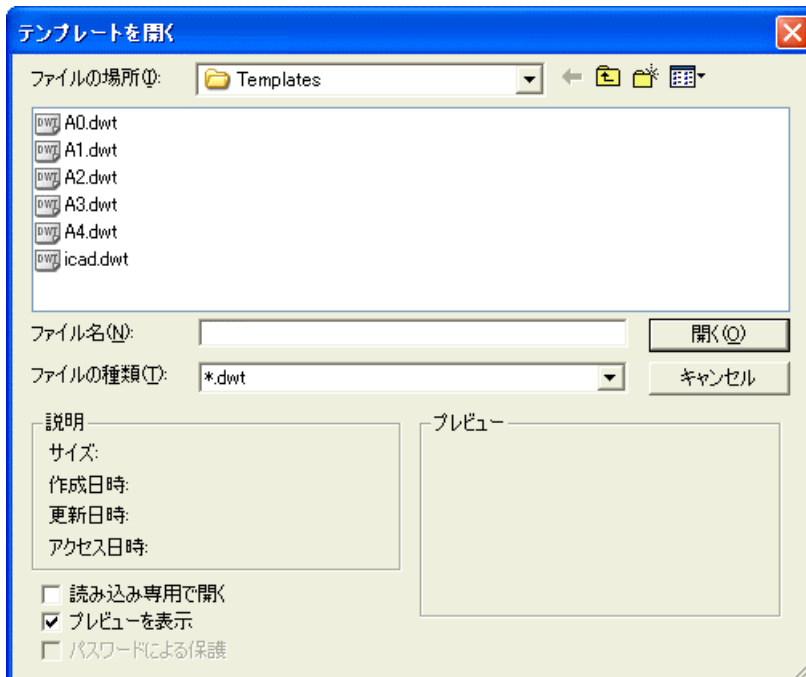 テンプレートを開く
ファイルの場所(I): Templates
A0.dwt
A1.dwt
A2.dwt
A3.dwt
A4.dwt
icad.dwt
ファイル名(N): 開く(O)
ファイルの種類(T): *.dwt キャンセル
説明 プレビュー
サイズ:
作成日時:
更新日時:
アクセス日時:
読み込み専用で開く
プレビューを表示
パスワードによる保護